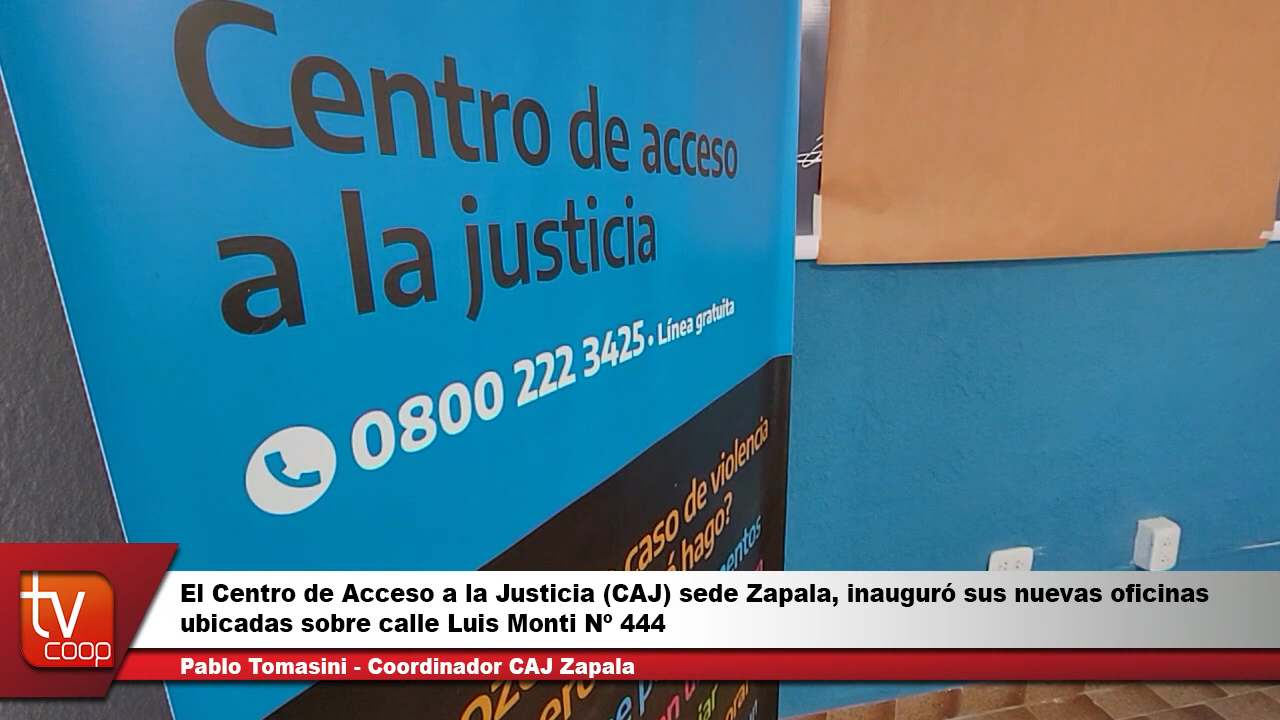 Centro de acceso
a la justicia
0800 222 3425 • Línea gratuita
caso de violencia
hago?
tv
coop
El Centro de Acceso a la Justicia (CAJ) sede Zapala, inauguró sus nuevas oficinas
ubicadas sobre calle Luis Monti Nº 444
Pablo Tomasini - Coordinador CAJ Zapala